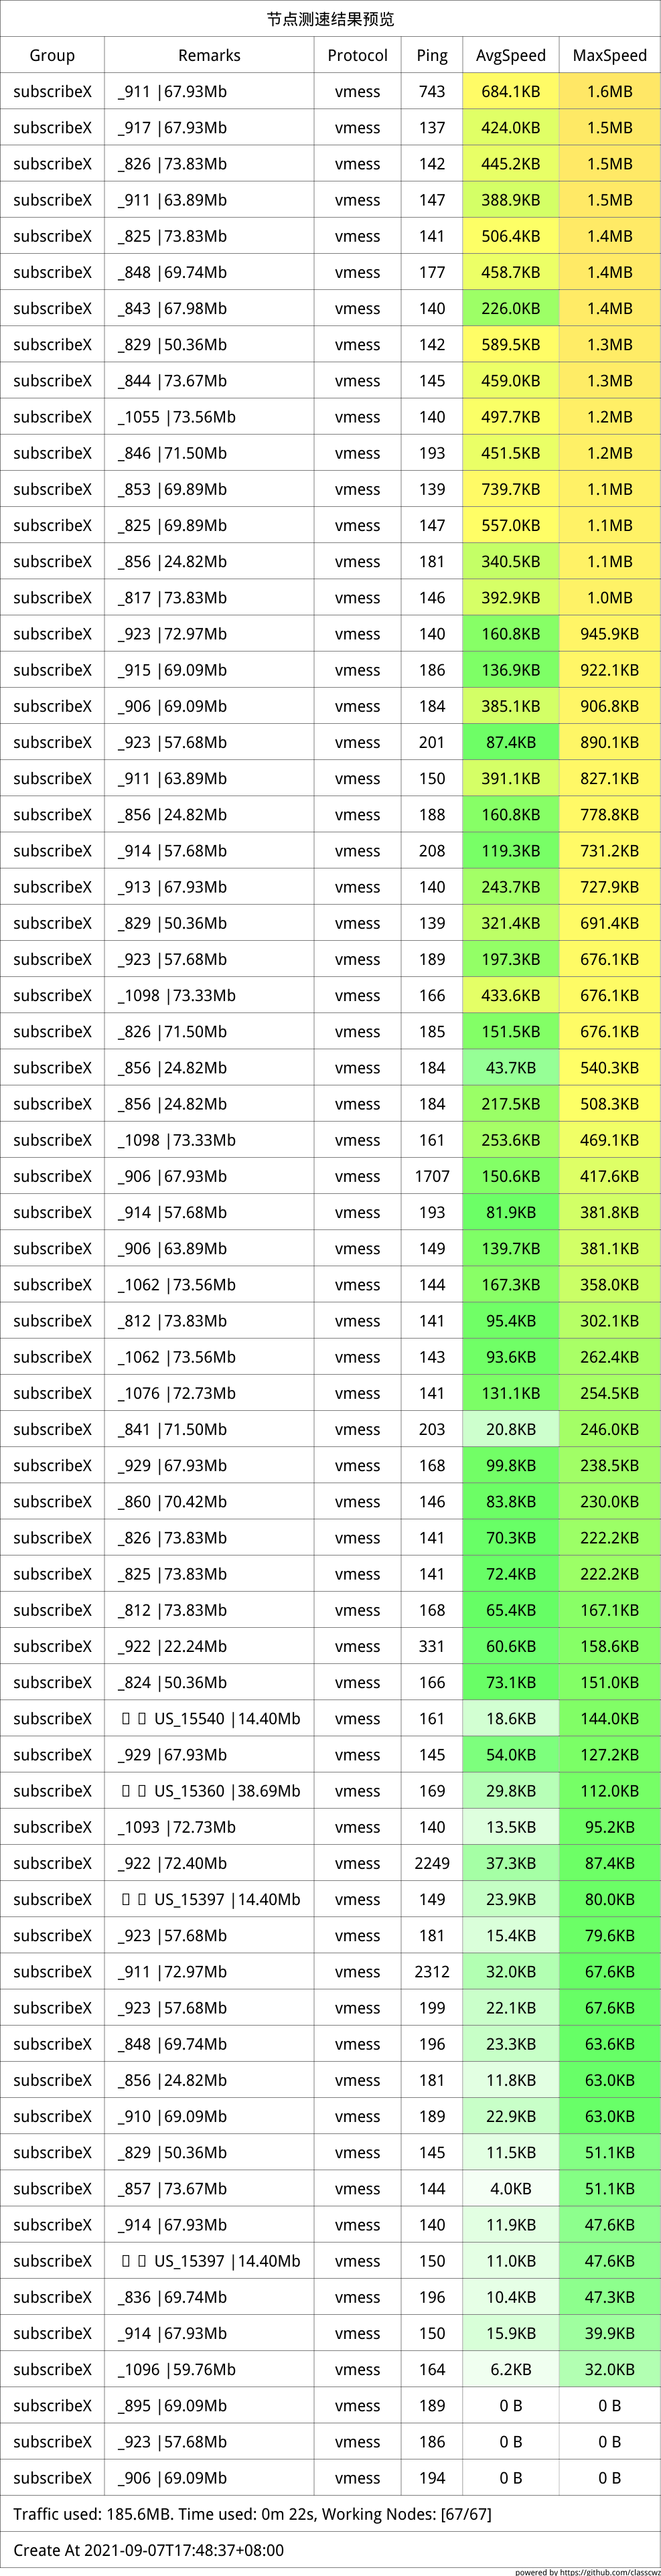 节点测速结果预览
Group Remarks Protocol Ping AvgSpeed MaxSpeed
subscribeX _911 |67.93Mb vmess 743 684.1KB 1.6MB
subscribeX _917 |67.93Mb vmess 137 424.0KB 1.5MB
subscribeX _826 |73.83Mb vmess 142 445.2KB 1.5MB
subscribeX _911 |63.89Mb vmess 147 388.9KB 1.5MB
subscribeX _825 |73.83Mb vmess 141 506.4KB 1.4MB
subscribeX _848 |69.74Mb vmess 177 458.7KB 1.4MB
subscribeX _843 |67.98Mb vmess 140 226.0KB 1.4MB
subscribeX _829 |50.36Mb vmess 142 589.5KB 1.3MB
subscribeX _844 |73.67Mb vmess 145 459.0KB 1.3MB
subscribeX _1055 |73.56Mb vmess 140 497.7KB 1.2MB
subscribeX _846 |71.50Mb vmess 193 451.5KB 1.2MB
subscribeX _853 |69.89Mb vmess 139 739.7KB 1.1MB
subscribeX _825 |69.89Mb vmess 147 557.0KB 1.1MB
subscribeX _856 |24.82Mb vmess 181 340.5KB 1.1MB
subscribeX _817 |73.83Mb vmess 146 392.9KB 1.0MB
subscribeX _923 |72.97Mb vmess 140 160.8KB 945.9KB
subscribeX _915 |69.09Mb vmess 186 136.9KB 922.1KB
subscribeX _906 |69.09Mb vmess 184 385.1KB 906.8KB
subscribeX _923 |57.68Mb vmess 201 87.4KB 890.1KB
subscribeX _911 |63.89Mb vmess 150 391.1KB 827.1KB
subscribeX _856 |24.82Mb vmess 188 160.8KB 778.8KB
subscribeX _914 |57.68Mb vmess 208 119.3KB 731.2KB
subscribeX _913 |67.93Mb vmess 140 243.7KB 727.9KB
subscribeX _829 |50.36Mb vmess 139 321.4KB 691.4KB
subscribeX _923 |57.68Mb vmess 189 197.3KB 676.1KB
subscribeX _1098 |73.33Mb vmess 166 433.6KB 676.1KB
subscribeX _826 |71.50Mb vmess 185 151.5KB 676.1KB
subscribeX _856 |24.82Mb vmess 184 43.7KB 540.3KB
subscribeX _856 |24.82Mb vmess 184 217.5KB 508.3KB
subscribeX _1098 |73.33Mb vmess 161 253.6KB 469.1KB
subscribeX _906 |67.93Mb vmess 1707 150.6KB 417.6KB
subscribeX _914 |57.68Mb vmess 193 81.9KB 381.8KB
subscribeX _906 |63.89Mb vmess 149 139.7KB 381.1KB
subscribeX _1062 |73.56Mb vmess 144 167.3KB 358.0KB
subscribeX _812 |73.83Mb vmess 141 95.4KB 302.1KB
subscribeX _1062 |73.56Mb vmess 143 93.6KB 262.4KB
subscribeX _1076 |72.73Mb vmess 141 131.1KB 254.5KB
subscribeX _841 |71.50Mb vmess 203 20.8KB 246.0KB
subscribeX _929 |67.93Mb vmess 168 99.8KB 238.5KB
subscribeX _860 |70.42Mb vmess 146 83.8KB 230.0KB
subscribeX _826 |73.83Mb vmess 141 70.3KB 222.2KB
subscribeX _825 |73.83Mb vmess 141 72.4KB 222.2KB
subscribeX _812 |73.83Mb vmess 168 65.4KB 167.1KB
subscribeX _922 |22.24Mb vmess 331 60.6KB 158.6KB
subscribeX _824 |50.36Mb vmess 166 73.1KB 151.0KB
subscribeX US_15540 |14.40Mb vmess 161 18.6KB 144.0KB
subscribeX _929 |67.93Mb vmess 145 54.0KB 127.2KB
subscribeX US_15360 |38.69Mb vmess 169 29.8KB 112.0KB
subscribeX _1093 |72.73Mb vmess 140 13.5KB 95.2KB
subscribeX _922 |72.40Mb vmess 2249 37.3KB 87.4KB
subscribeX US_15397 |14.40Mb vmess 149 23.9KB 80.0KB
subscribeX _923 |57.68Mb vmess 181 15.4KB 79.6KB
subscribeX _911 |72.97Mb vmess 2312 32.0KB 67.6KB
subscribeX _923 |57.68Mb vmess 199 22.1KB 67.6KB
subscribeX _848 |69.74Mb vmess 196 23.3KB 63.6KB
subscribeX _856 |24.82Mb vmess 181 11.8KB 63.0KB
subscribeX _910 |69.09Mb vmess 189 22.9KB 63.0KB
subscribeX _829 |50.36Mb vmess 145 11.5KB 51.1KB
subscribeX _857 |73.67Mb vmess 144 4.0KB 51.1KB
subscribeX _914 |67.93Mb vmess 140 11.9KB 47.6KB
subscribeX US_15397 |14.40Mb vmess 150 11.0KB 47.6KB
subscribeX _836 |69.74Mb vmess 196 10.4KB 47.3KB
subscribeX _914 |67.93Mb vmess 150 15.9KB 39.9KB
subscribeX _1096 |59.76Mb vmess 164 6.2KB 32.0KB
subscribeX _895 |69.09Mb vmess 189 0 B 0 B
subscribeX _923 |57.68Mb vmess 186 0 B 0 B
subscribeX _906 |69.09Mb vmess 194 0 B 0 B
Traffic used: 185.6MB. Time used: 0m 22s, Working Nodes: [67/67]
Create At 2021-09-07T17:48:37+08:00
powered by https://github.com/classcwz